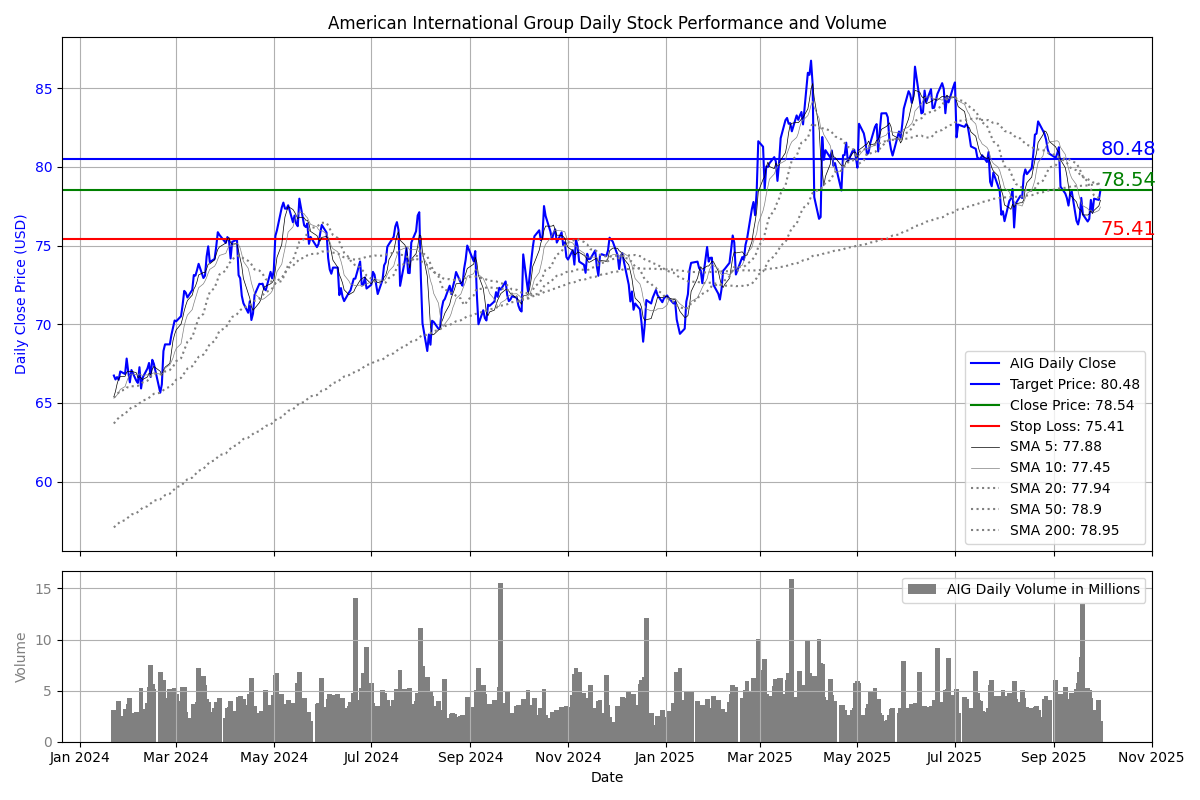 American International Group Daily Stock Performance and Volume
Daily Close Price (USD)
85
80
75
70
65
60
80.48
78.54
75.41
AIG Daily Close
Target Price: 80.48
Close Price: 78.54
Stop Loss: 75.41
SMA 5: 77.88
SMA 10: 77.45
SMA 20: 77.94
SMA 50: 78.9
SMA 200: 78.95
Volume
15
10
5
0
AIG Daily Volume in Millions
Jan 2024 Mar 2024 May 2024 Jul 2024 Sep 2024 Nov 2024 Jan 2025 Mar 2025 May 2025 Jul 2025 Sep 2025 Nov 2025
Date